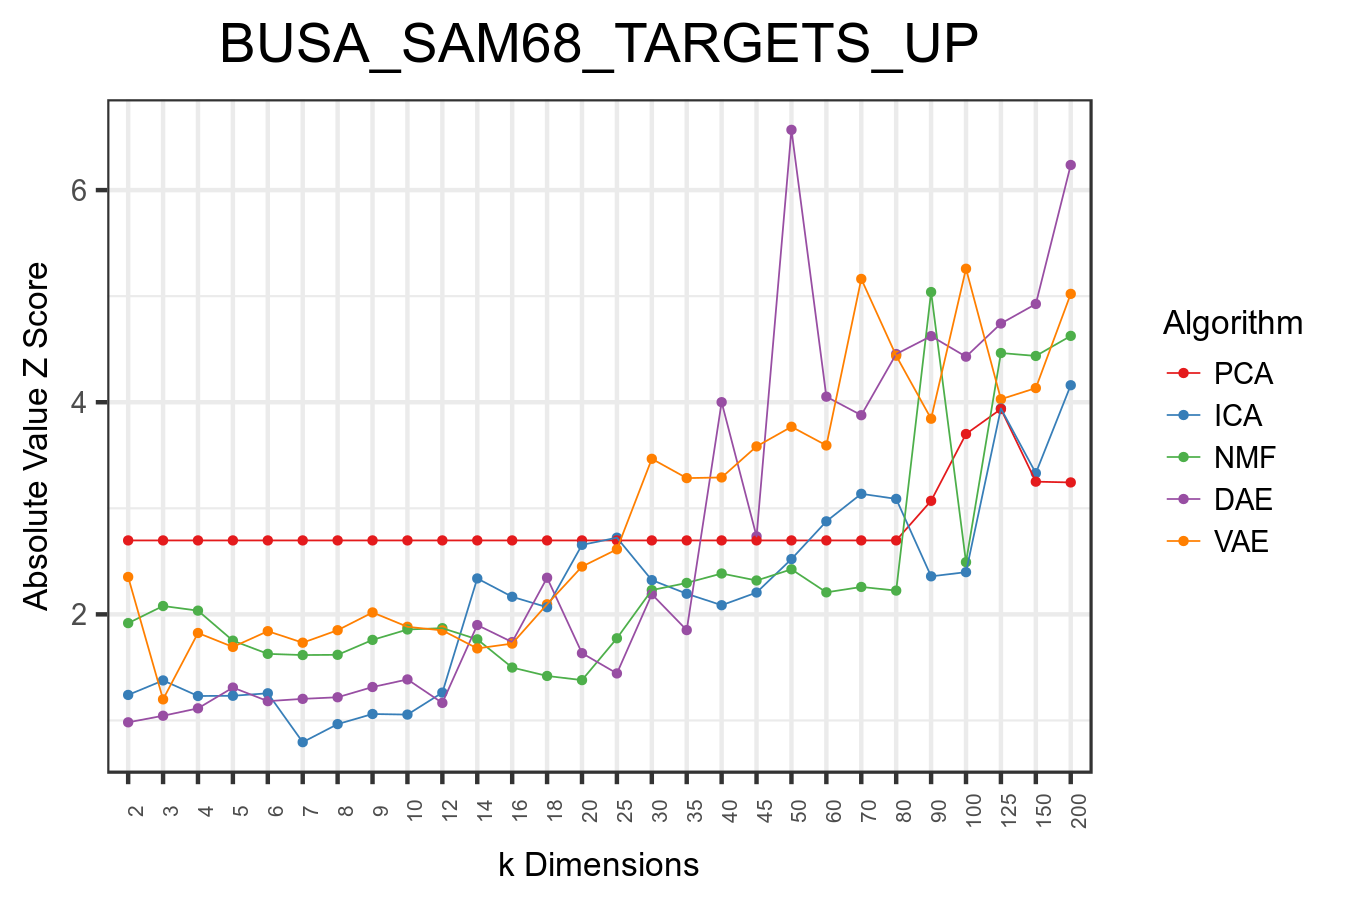 BUSA_SAM68_TARGETS_UP
Absolute Value Z Score
6
4
2
2 3 4 5 6 7 8 9 10 12 14 16 18 20 25 30 35 40 45 50 60 70 80 90 100 125 150 200
k Dimensions
Algorithm
PCA
ICA
NMF
DAE
VAE